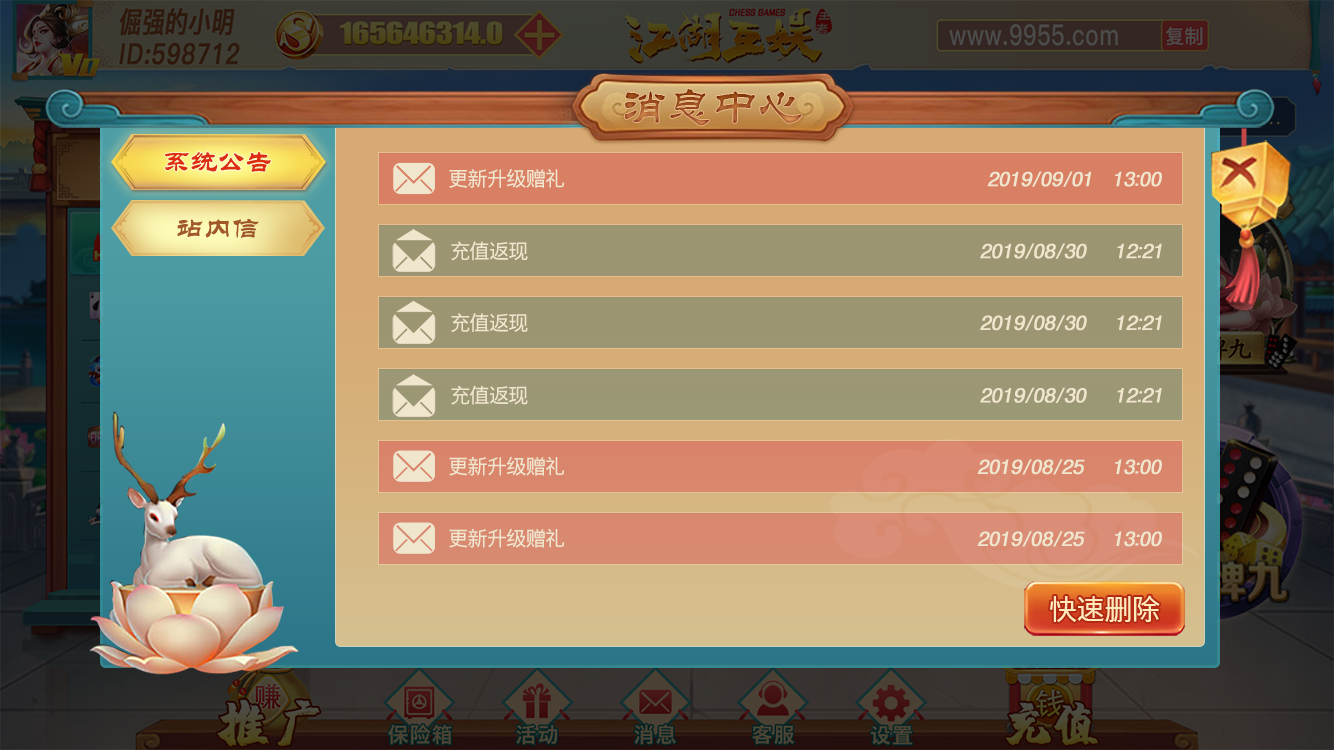 倔强的小明
ID:598712
V0
165646314.0
CHESS GAMES
江湖互娱
www.9955.com
复制
消息中心
系统公告
站内信
更新升级赠礼 2019/09/01 13:00
充值返现 2019/08/30 12:21
充值返现 2019/08/30 12:21
充值返现 2019/08/30 12:21
更新升级赠礼 2019/08/25 13:00
更新升级赠礼 2019/08/25 13:00
快速删除
牌九
赚
推广
保险箱
活动
消息
客服
设置
钱
充值